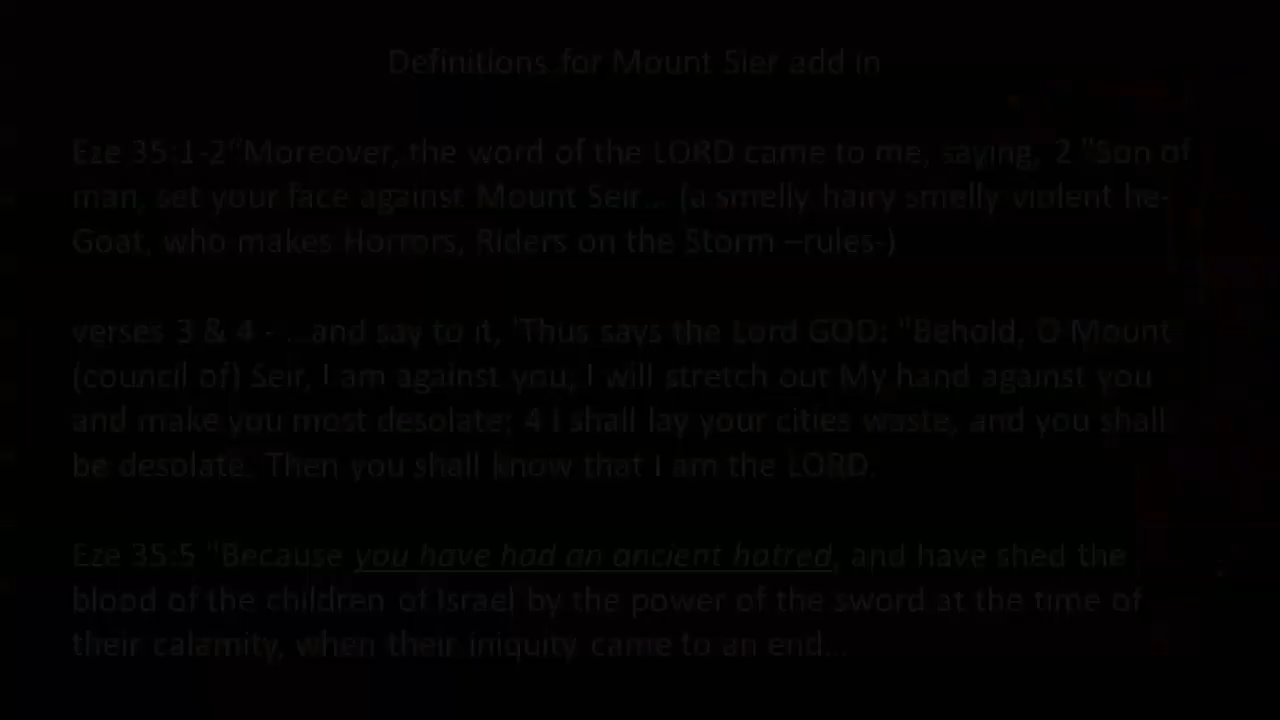 Definitions for Mount Sier add in
Eze 35:1-2"Moreover, the word of the LORD came to me, saying, 2 "Son of
man, set your face against Mount Seir... (a smelly hairy smelly violent he-
Goat, who makes Horrors, Riders on the Storm –rules-)
verses 3 & 4 - ...and say to it, 'Thus says the Lord GOD: "Behold, O Mount
(council of) Seir, I am against you; I will stretch out My hand against you
and make you most desolate; 4 I shall lay your cities waste, and you shall
be desolate. Then you shall know that I am the LORD.
Eze 35:5 "Because you have had an ancient hatred, and have shed the
blood of the children of Israel by the power of the sword at the time of
their calamity, when their iniquity came to an end...